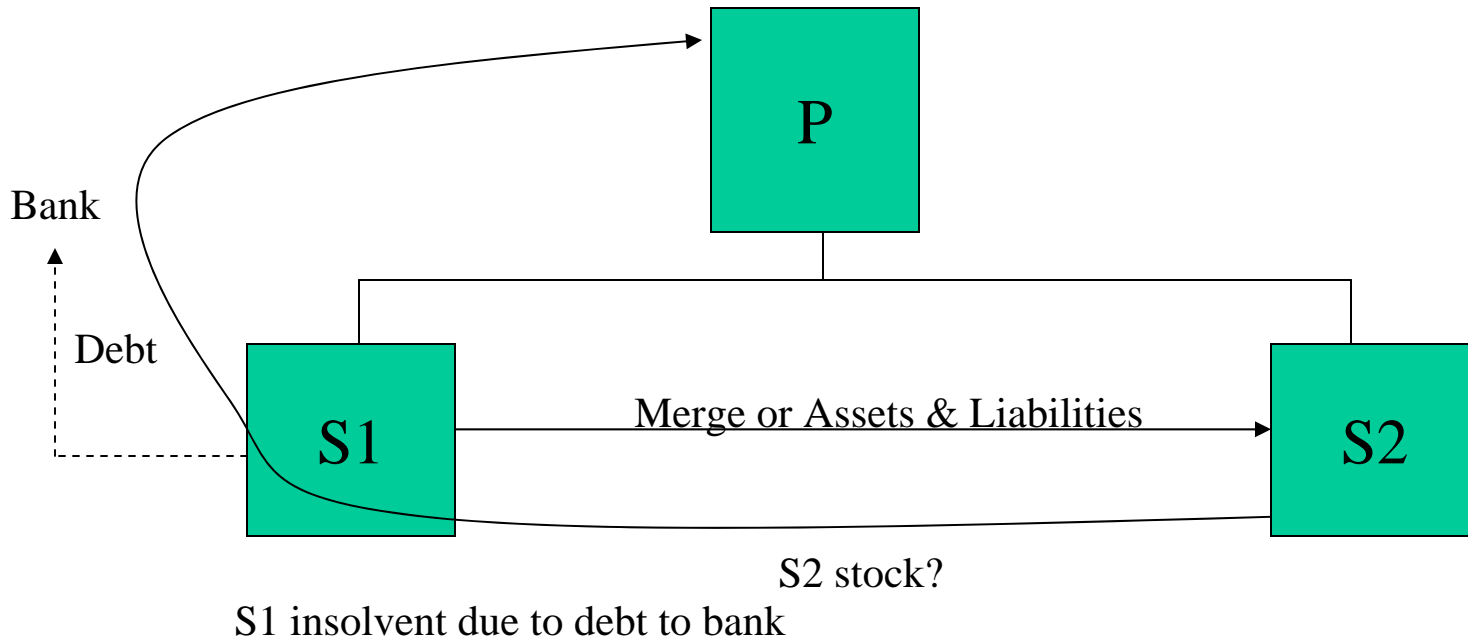 P
Bank
Debt
S1
Merge or Assets & Liabilities
S2
S2 stock?
S1 insolvent due to debt to bank